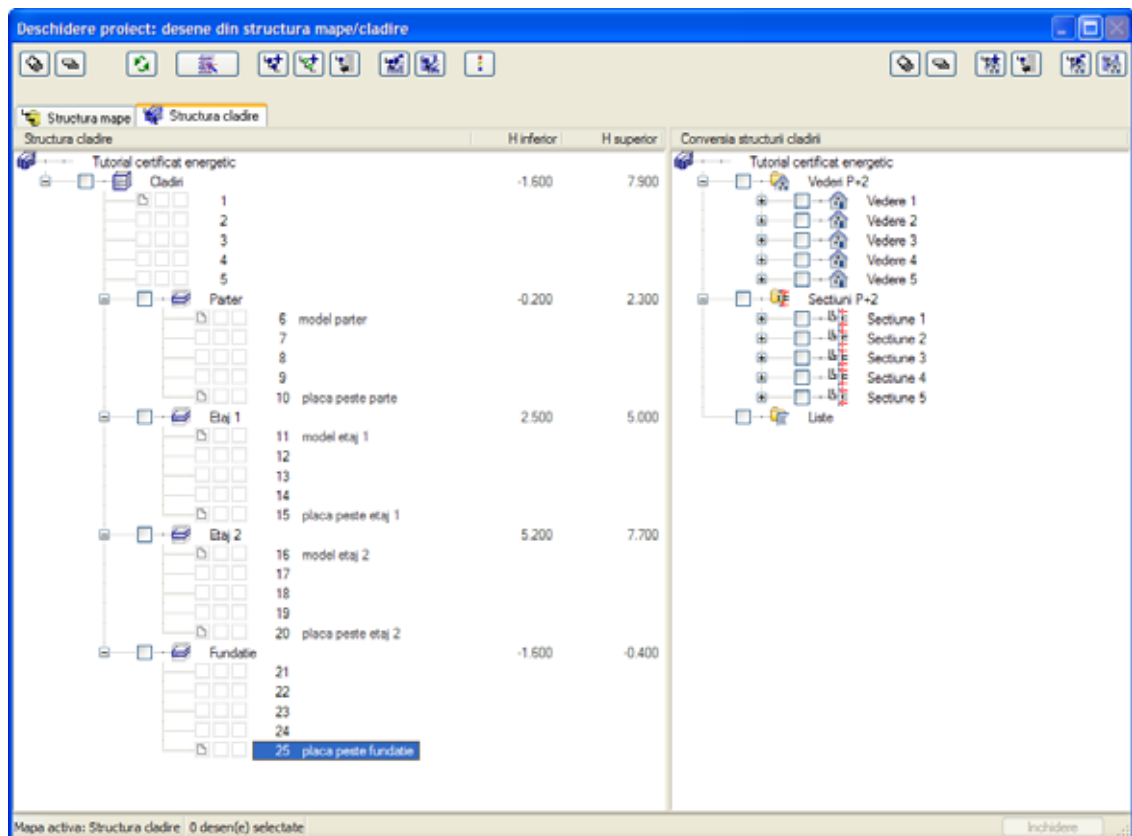 Deschidere proiect: desene din structura mape/cladire
Structura mape Structura cladire
Structura cladire H inferior H superior Conversia structurii cladirii
Tutorial certificat energetic
Cladiri -1.600 7.900
1
2
3
4
5
Parter -0.200 2.300
6 model parter
7
8
9
10 placa peste parte
Etaj 1 2.500 5.000
11 model etaj 1
12
13
14
15 placa peste etaj 1
Etaj 2 5.200 7.700
16 model etaj 2
17
18
19
20 placa peste etaj 2
Fundatie -1.600 -0.400
21
22
23
24
25 placa peste fundatie
Tutorial certificat energetic
Vederi P+2
Vedere 1
Vedere 2
Vedere 3
Vedere 4
Vedere 5
Sectiuni P+2
Sectiune 1
Sectiune 2
Sectiune 3
Sectiune 4
Sectiune 5
Liste
Mapa activa: Structura cladire 0 desen(e) selectate Inchidere